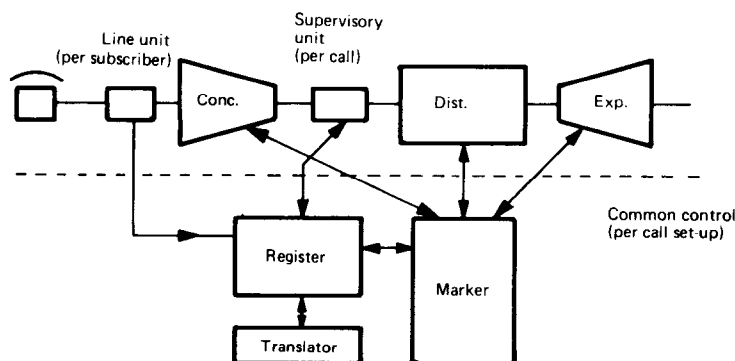 Line unit
(per subscriber)
Supervisory
unit
(per call)
Conc.
Dist.
Exp.
Common control
(per call set-up)
Register
Marker
Translator